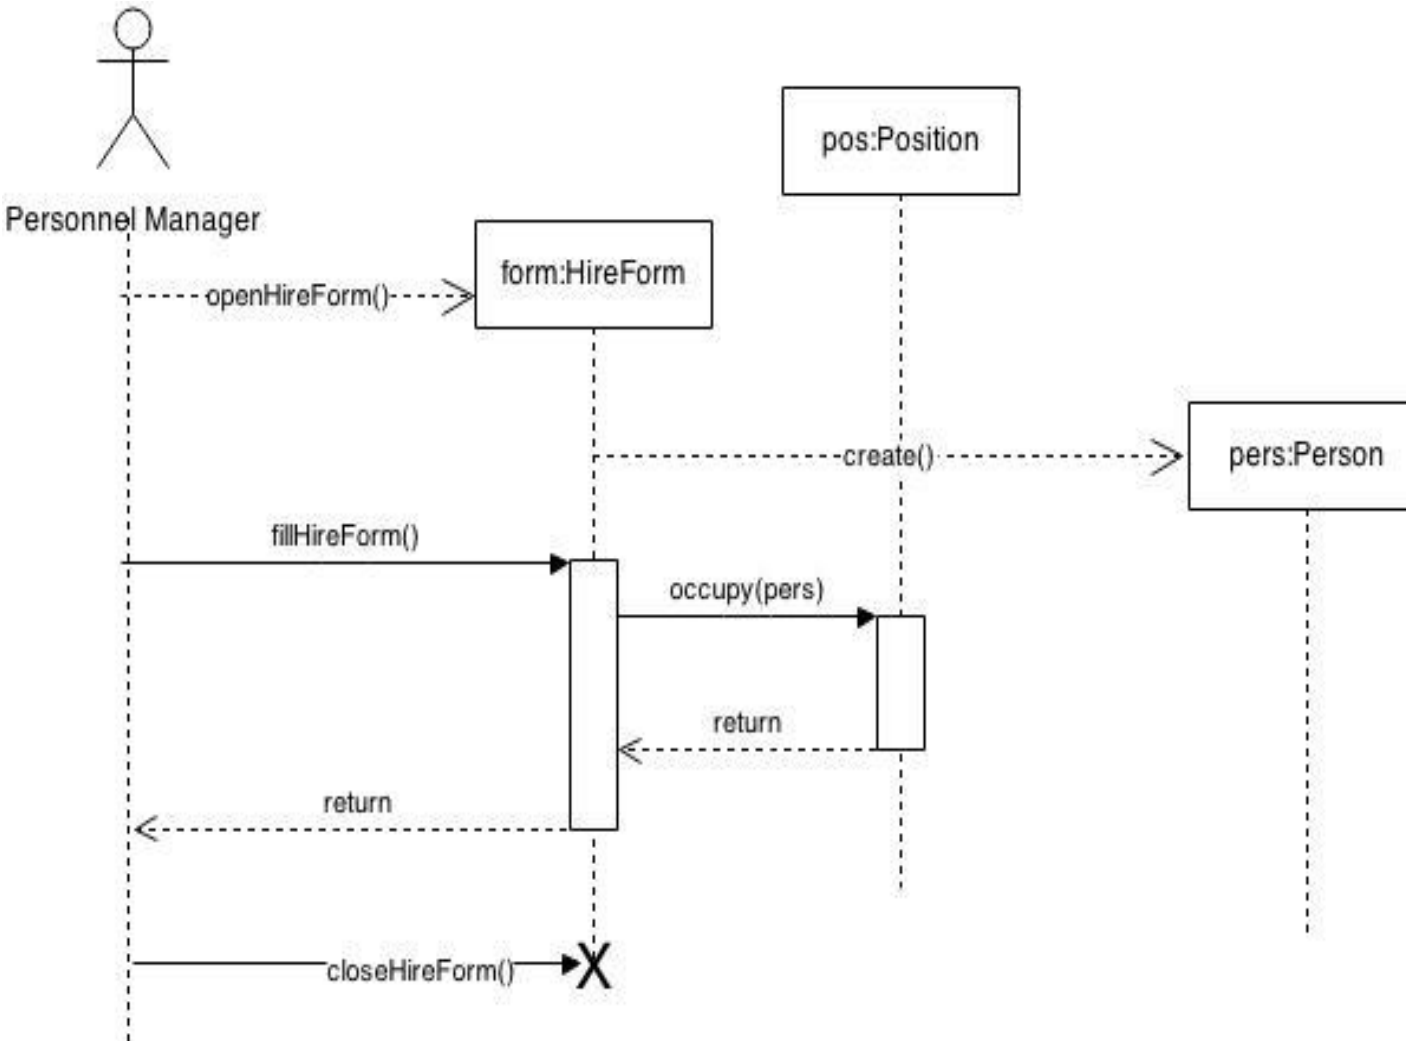 pos:Position
Personnel Manager
form:HireForm
openHireForm()
create()
pers:Person
fillHireForm()
occupy(pers)
return
return
closeHireForm()
X